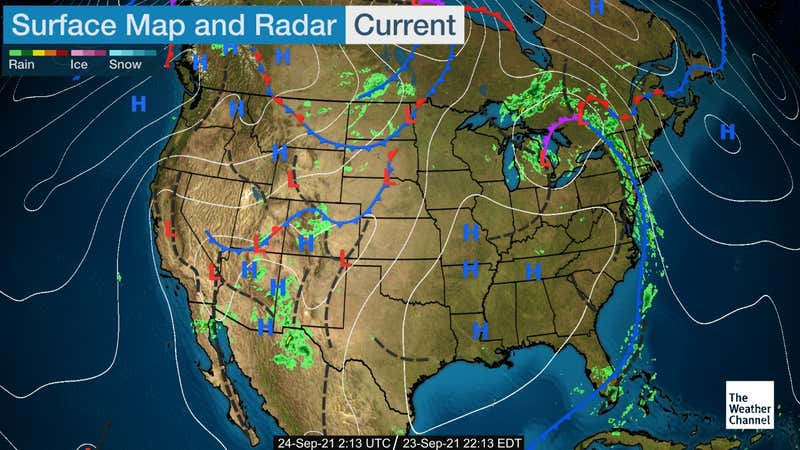 Surface Map and Radar Current
Rain Ice Snow
H H H H
L
H H L H
L
H H
L L
L H H
L H L
L H H H
H
H H
24-Sep-21 2:13 UTC / 23-Sep-21 22:13 EDT
The
Weather
Channel